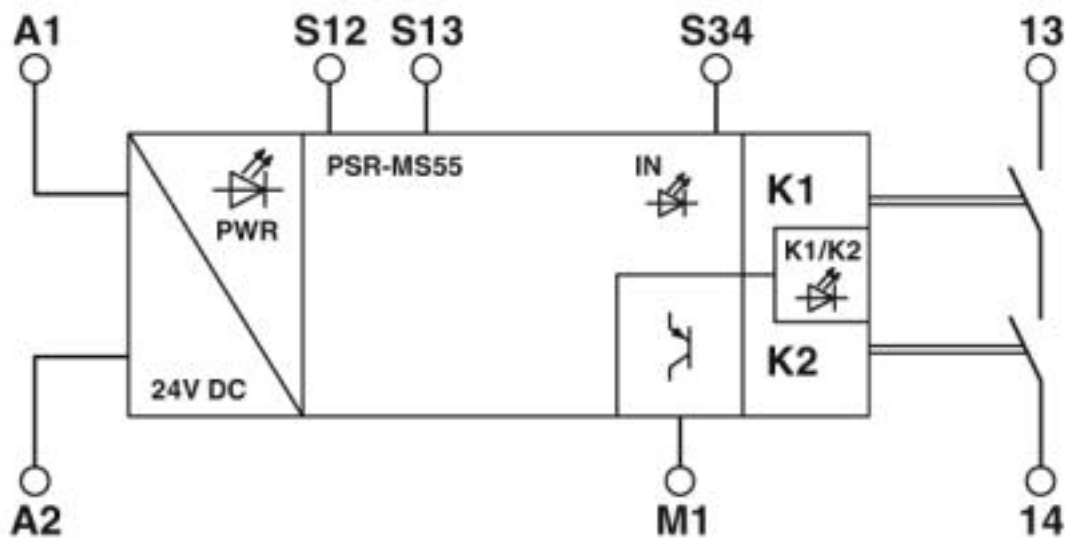 A1 S12 S13 S34 13
PSR-MS55 IN K1
PWR K1/K2
24V DC K2
A2 M1 14